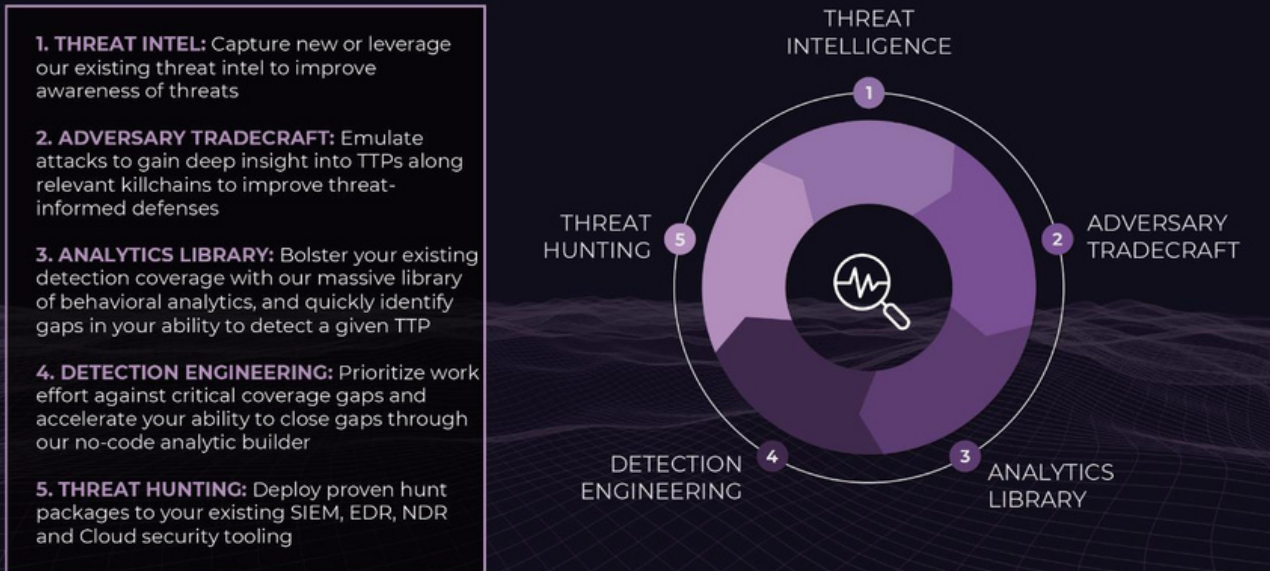 1. THREAT INTEL: Capture new or leverage
our existing threat intel to improve
awareness of threats
2. ADVERSARY TRADECRAFT: Emulate
attacks to gain deep insight into TTPs along
relevant killchains to improve threat-
informed defenses
3. ANALYTICS LIBRARY: Bolster your existing
detection coverage with our massive library
of behavioral analytics, and quickly identify
gaps in your ability to detect a given TTP
4. DETECTION ENGINEERING: Prioritize work
effort against critical coverage gaps and
accelerate your ability to close gaps through
our no-code analytic builder
5. THREAT HUNTING: Deploy proven hunt
packages to your existing SIEM, EDR, NDR
and Cloud security tooling
THREAT
INTELLIGENCE
1
2
ADVERSARY
TRADECRAFT
3
ANALYTICS
LIBRARY
4
DETECTION
ENGINEERING
5
THREAT
HUNTING